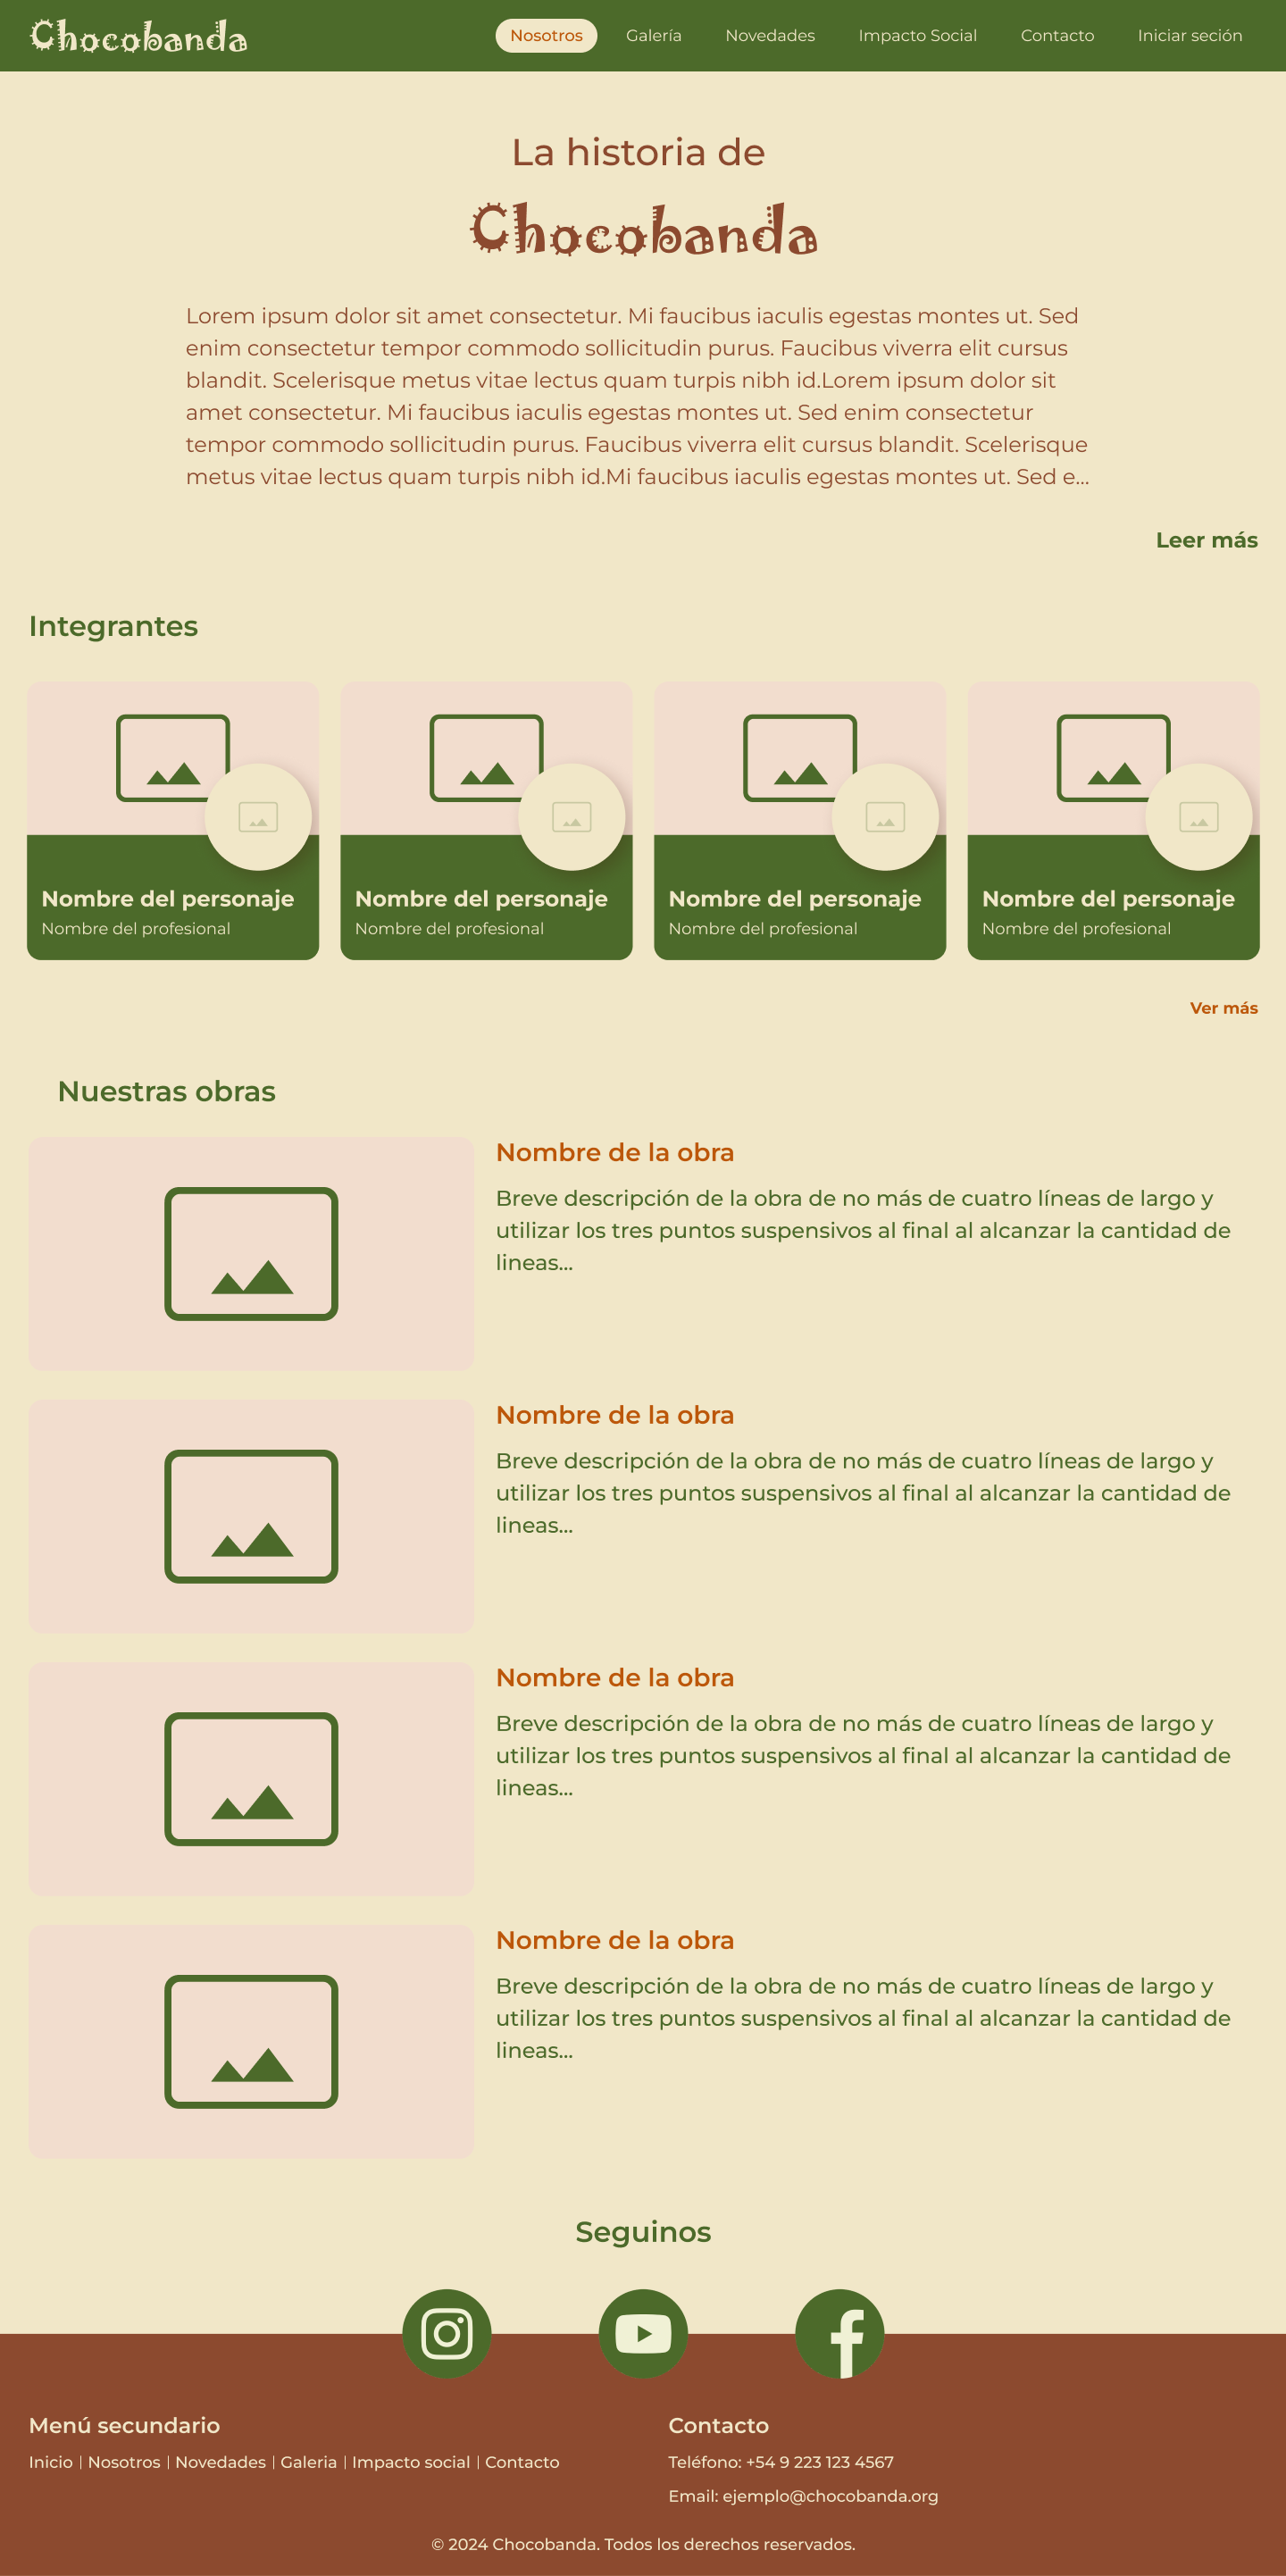 Chocobanda
Nosotros
Galería
Novedades
Impacto Social
Contacto
Iniciar seción
La historia de
Chocobanda
Lorem ipsum dolor sit amet consectetur. Mi faucibus iaculis egestas montes ut. Sed
enim consectetur tempor commodo sollicitudin purus. Faucibus viverra elit cursus
blandit. Scelerisque metus vitae lectus quam turpis nibh id.Lorem ipsum dolor sit
amet consectetur. Mi faucibus iaculis egestas montes ut. Sed enim consectetur
tempor commodo sollicitudin purus. Faucibus viverra elit cursus blandit. Scelerisque
metus vitae lectus quam turpis nibh id.Mi faucibus iaculis egestas montes ut. Sed e...
Leer más
Integrantes
Nombre del personaje
Nombre del profesional
Nombre del personaje
Nombre del profesional
Nombre del personaje
Nombre del profesional
Nombre del personaje
Nombre del profesional
Ver más
Nuestras obras
Nombre de la obra
Breve descripción de la obra de no más de cuatro líneas de largo y
utilizar los tres puntos suspensivos al final al alcanzar la cantidad de
lineas...
Nombre de la obra
Breve descripción de la obra de no más de cuatro líneas de largo y
utilizar los tres puntos suspensivos al final al alcanzar la cantidad de
lineas...
Nombre de la obra
Breve descripción de la obra de no más de cuatro líneas de largo y
utilizar los tres puntos suspensivos al final al alcanzar la cantidad de
lineas...
Nombre de la obra
Breve descripción de la obra de no más de cuatro líneas de largo y
utilizar los tres puntos suspensivos al final al alcanzar la cantidad de
lineas...
Seguinos
Menú secundario
Inicio | Nosotros | Novedades | Galeria | Impacto social | Contacto
Contacto
Teléfono: +54 9 223 123 4567
Email: ejemplo@chocobanda.org
© 2024 Chocobanda. Todos los derechos reservados.